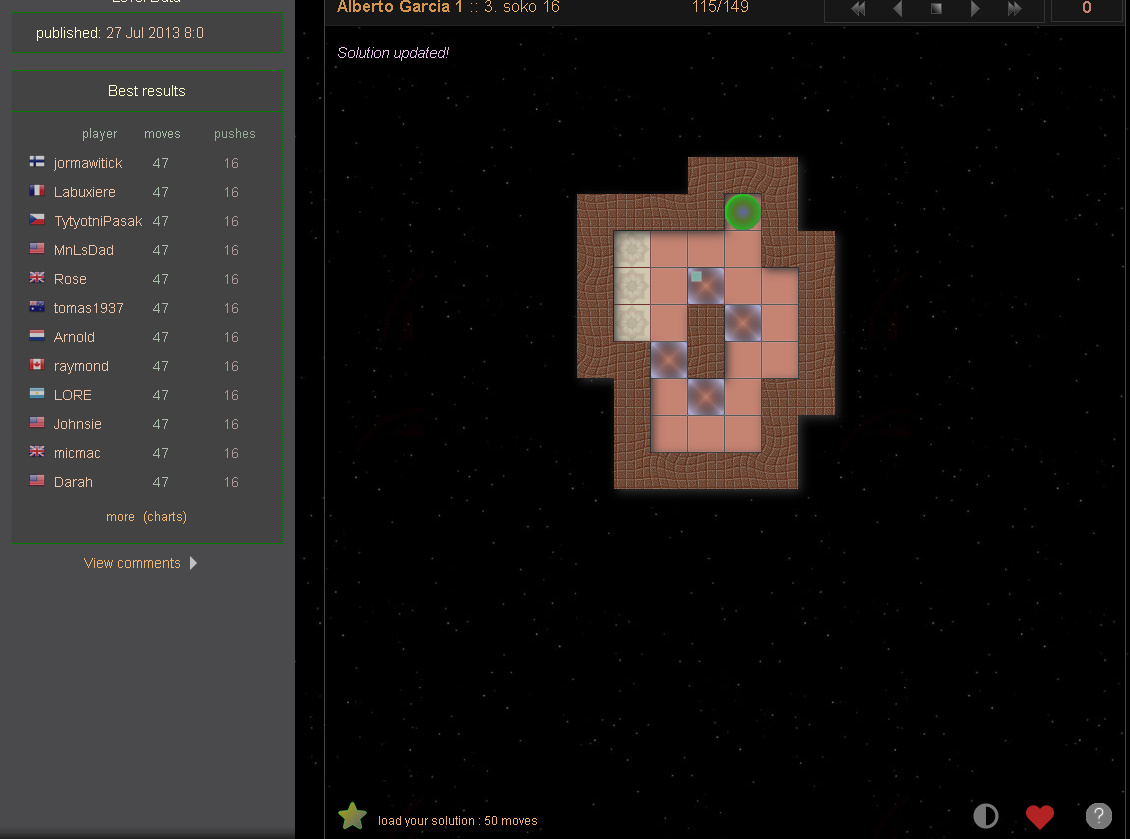 Level Data
published: 27 Jul 2013 8:0
Best results
player moves pushes
jormawitick 47 16
Labuxiere 47 16
TytyotniPasak 47 16
MnLsDad 47 16
Rose 47 16
tomas1937 47 16
Arnold 47 16
raymond 47 16
LORE 47 16
Johnsie 47 16
micmac 47 16
Darah 47 16
more (charts)
View comments
Alberto Garcia 1 :: 3. soko 16 115/149 0
Solution updated!
load your solution : 50 moves
?